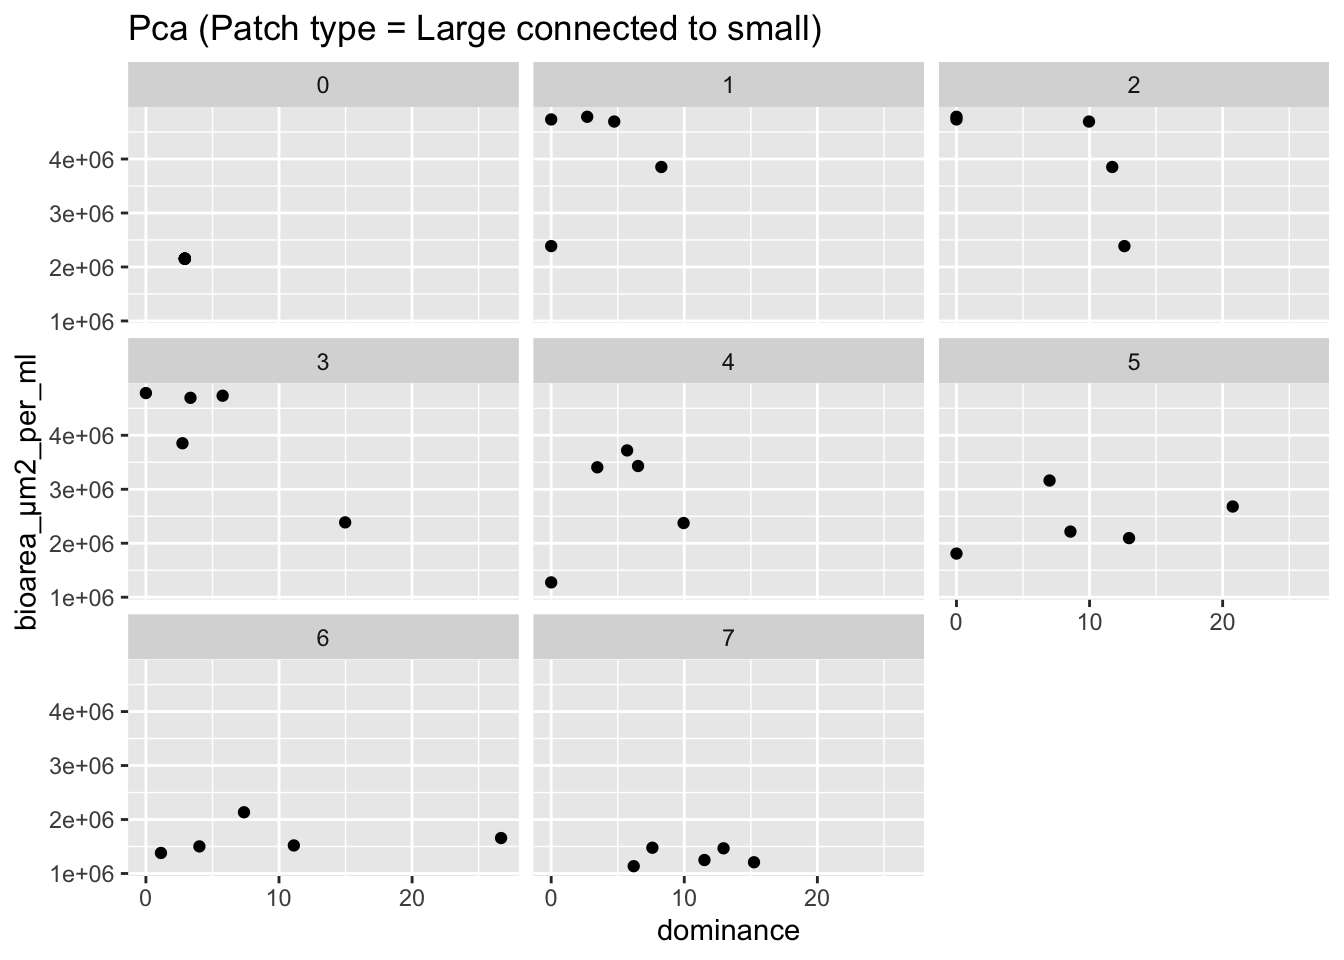 Pca (Patch type = Large connected to small)
0 1 2
4e+06
3e+06
2e+06
1e+06
3 4 5
4e+06
3e+06
2e+06
1e+06
0 10 20
6 7
4e+06
3e+06
2e+06
1e+06
0 10 20 0 10 20
dominance
bioarea_µm2_per_ml